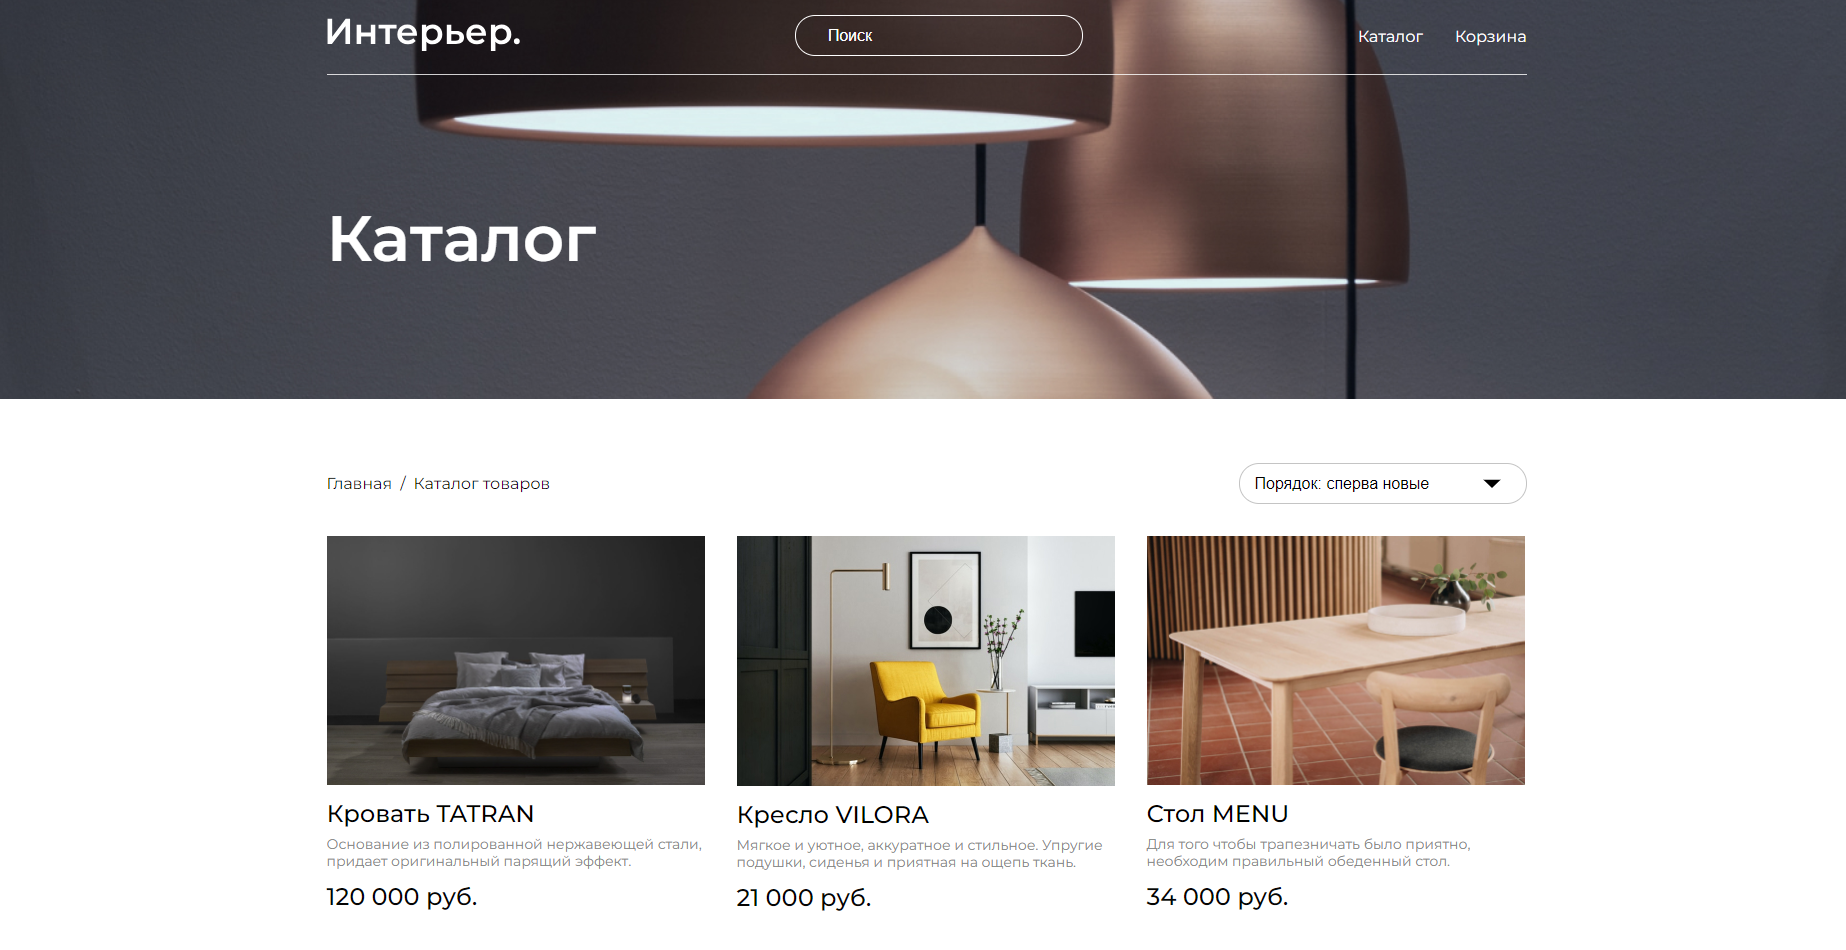 Интерьер.
Поиск
Каталог
Корзина
Каталог
Главная / Каталог товаров
Порядок: сперва новые
Кровать TATRAN
Основание из полированной нержавеющей стали,
придает оригинальный парящий эффект.
120 000 руб.
Кресло VILORA
Мягкое и уютное, аккуратное и стильное. Упругие
подушки, сиденья и приятная на ощепь ткань.
21 000 руб.
Стол MENU
Для того чтобы трапезничать было приятно,
необходим правильный обеденный стол.
34 000 руб.